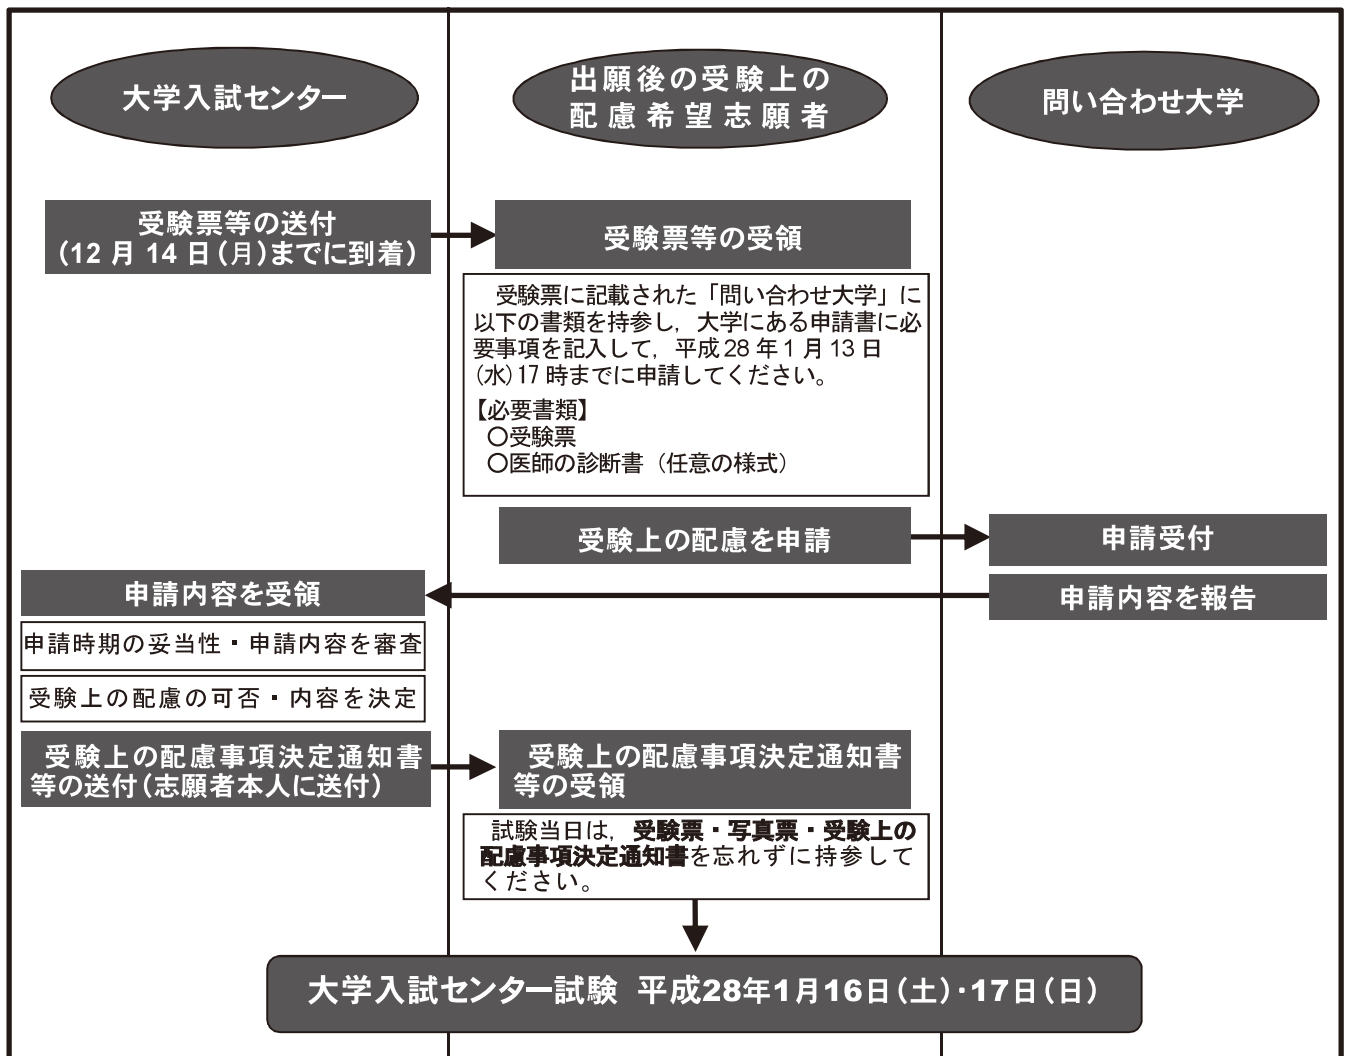 大学入試センター
出願後の受験上の
配慮希望志願者
問い合わせ大学
受験票等の送付
（12 月 14 日（月）までに到着）
受験票等の受領
受験票に記載された「問い合わせ大学」に
以下の書類を持参し，大学にある申請書に必
要事項を記入して，平成 28 年 1 月 13 日
（水）17 時までに申請してください。
【必要書類】
○受験票
○医師の診断書（任意の様式）
受験上の配慮を申請
申請受付
申請内容を受領
申請内容を報告
申請時期の妥当性・申請内容を審査
受験上の配慮の可否・内容を決定
受験上の配慮事項決定通知書
等の送付（志願者本人に送付）
受験上の配慮事項決定通知書
等の受領
試験当日は，受験票・写真票・受験上の
配慮事項決定通知書を忘れずに持参して
ください。
大学入試センター試験 平成28年1月16日（土）・17日（日）